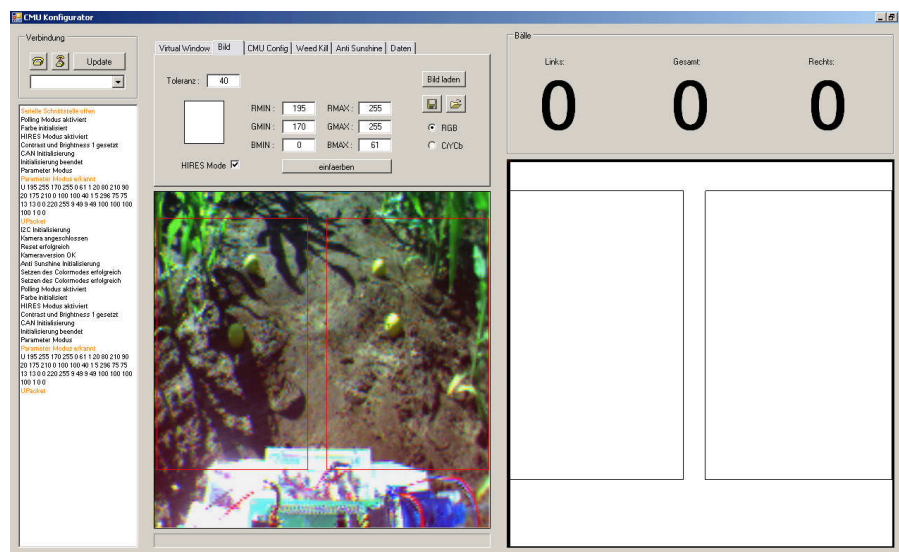 CMU Konfigurator
Verbindung
Update
Serielle Schnittstelle offen
Polling Modus aktiviert
Farbe initialisiert
HIRES Modus aktiviert
Contrast und Brightness 1 gesetzt
CAN Initialisierung
Initialisierung beendet
Parameter Modus
Parameter Modus erkannt
U 195 255 170 255 0 61 1 20 80 210 90
20 175 210 0 100 100 40 1 5 296 75 75
13 13 0 0 220 255 9 49 9 49 100 100 100
100 1 0 0
UPacket
I2C Initialisierung
Kamera angeschlossen
Reset erfolgreich
Kameraversion OK
Anti Sunshine Initialisierung
Setzen des Colormodes erfolgreich
Setzen des Colormodes erfolgreich
Polling Modus aktiviert
Farbe initialisiert
HIRES Modus aktiviert
Contrast und Brightness 1 gesetzt
CAN Initialisierung
Initialisierung beendet
Parameter Modus
Parameter Modus erkannt
U 195 255 170 255 0 61 1 20 80 210 90
20 175 210 0 100 100 40 1 5 296 75 75
13 13 0 0 220 255 9 49 9 49 100 100 100
100 1 0 0
UPacket
Virtual Window Bild CMU Config Weed Kill Anti Sunshine Daten
Toleranz : 40
Bild laden
RMIN : 195 RMAX : 255
GMIN : 170 GMAX : 255
BMIN : 0 BMAX : 61
RGB
CrYCb
HIRES Mode
einfaerben
Bälle
Links: Gesamt: Rechts:
0 0 0